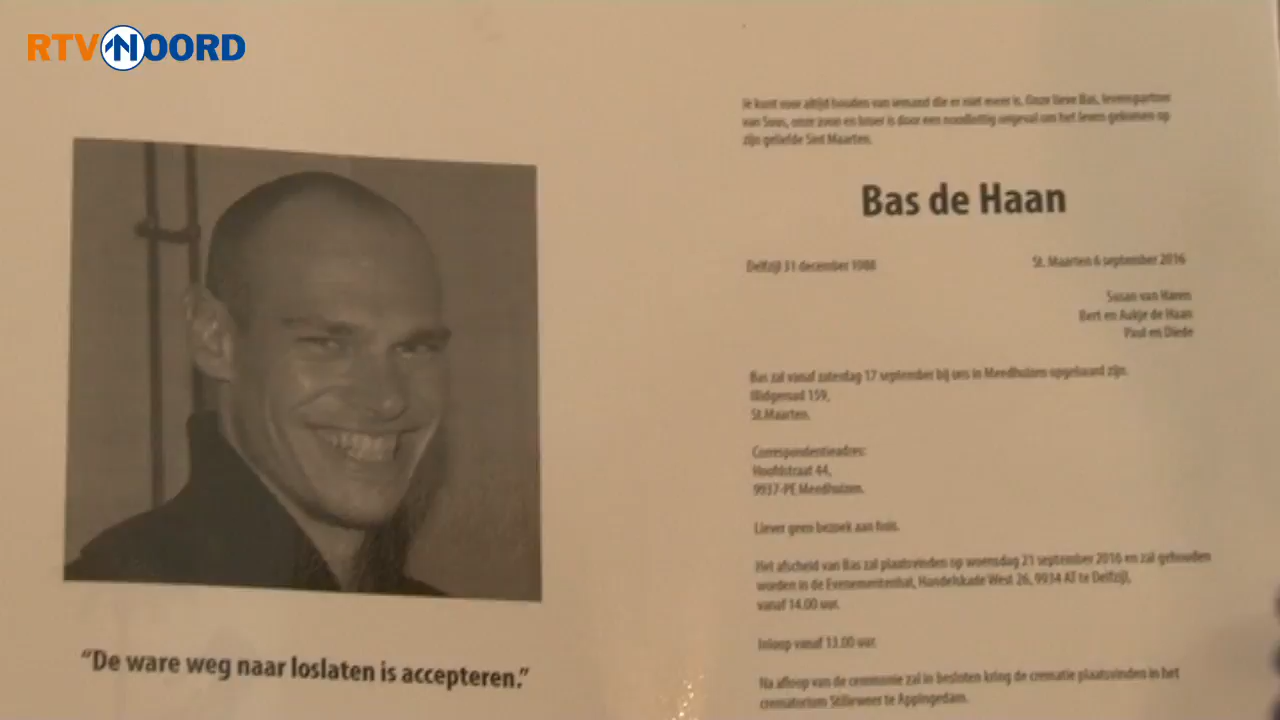 RTV NOORD
Je kunt voor altijd houden van iemand die er niet meer is. Onze lieve Bas, levenspartner
van Suus, onze zoon en broer is door een noodlottig ongeval om het leven gekomen op
zijn geliefde Sint Maarten.
Bas de Haan
Delfzijl 31 december 1988
St. Maarten 6 september 2016
Susan van Haren
Bert en Aukje de Haan
Paul en Diede
Bas zal vanaf zaterdag 17 september bij ons in Meedhuizen opgebaard zijn.
159,
St.Maarten.
Correspondentieadres:
Hoofdstraat 44,
9937-PE Meedhuizen.
Liever geen bezoek aan huis.
Het afscheid van Bas zal plaatsvinden op woensdag 21 september 2016 en zal gehouden
worden in de Evenementenhal, Handelskade West 26, 9934 AT te Delfzijl,
vanaf 14.00 uur.
Inloop vanaf 13.00 uur.
Na afloop van de ceremonie zal in besloten kring de crematie plaatsvinden in het
crematorium Stilleweer te Appingedam.
"De ware weg naar loslaten is accepteren."